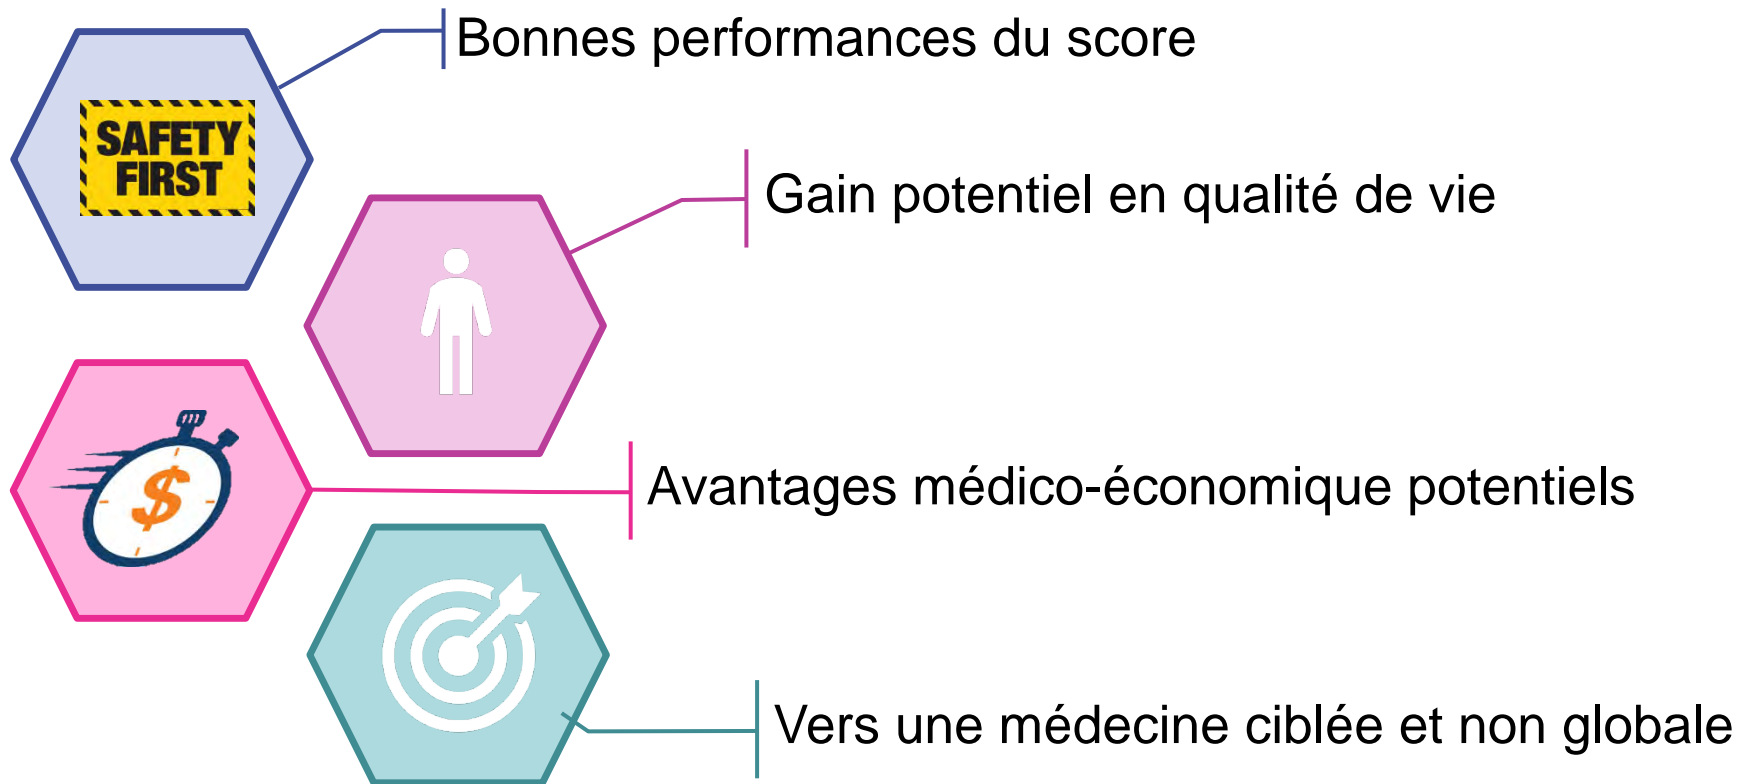 Bonnes performances du score
SAFETY
FIRST
Gain potentiel en qualité de vie
Avantages médico-économique potentiels
$
Vers une médecine ciblée et non globale